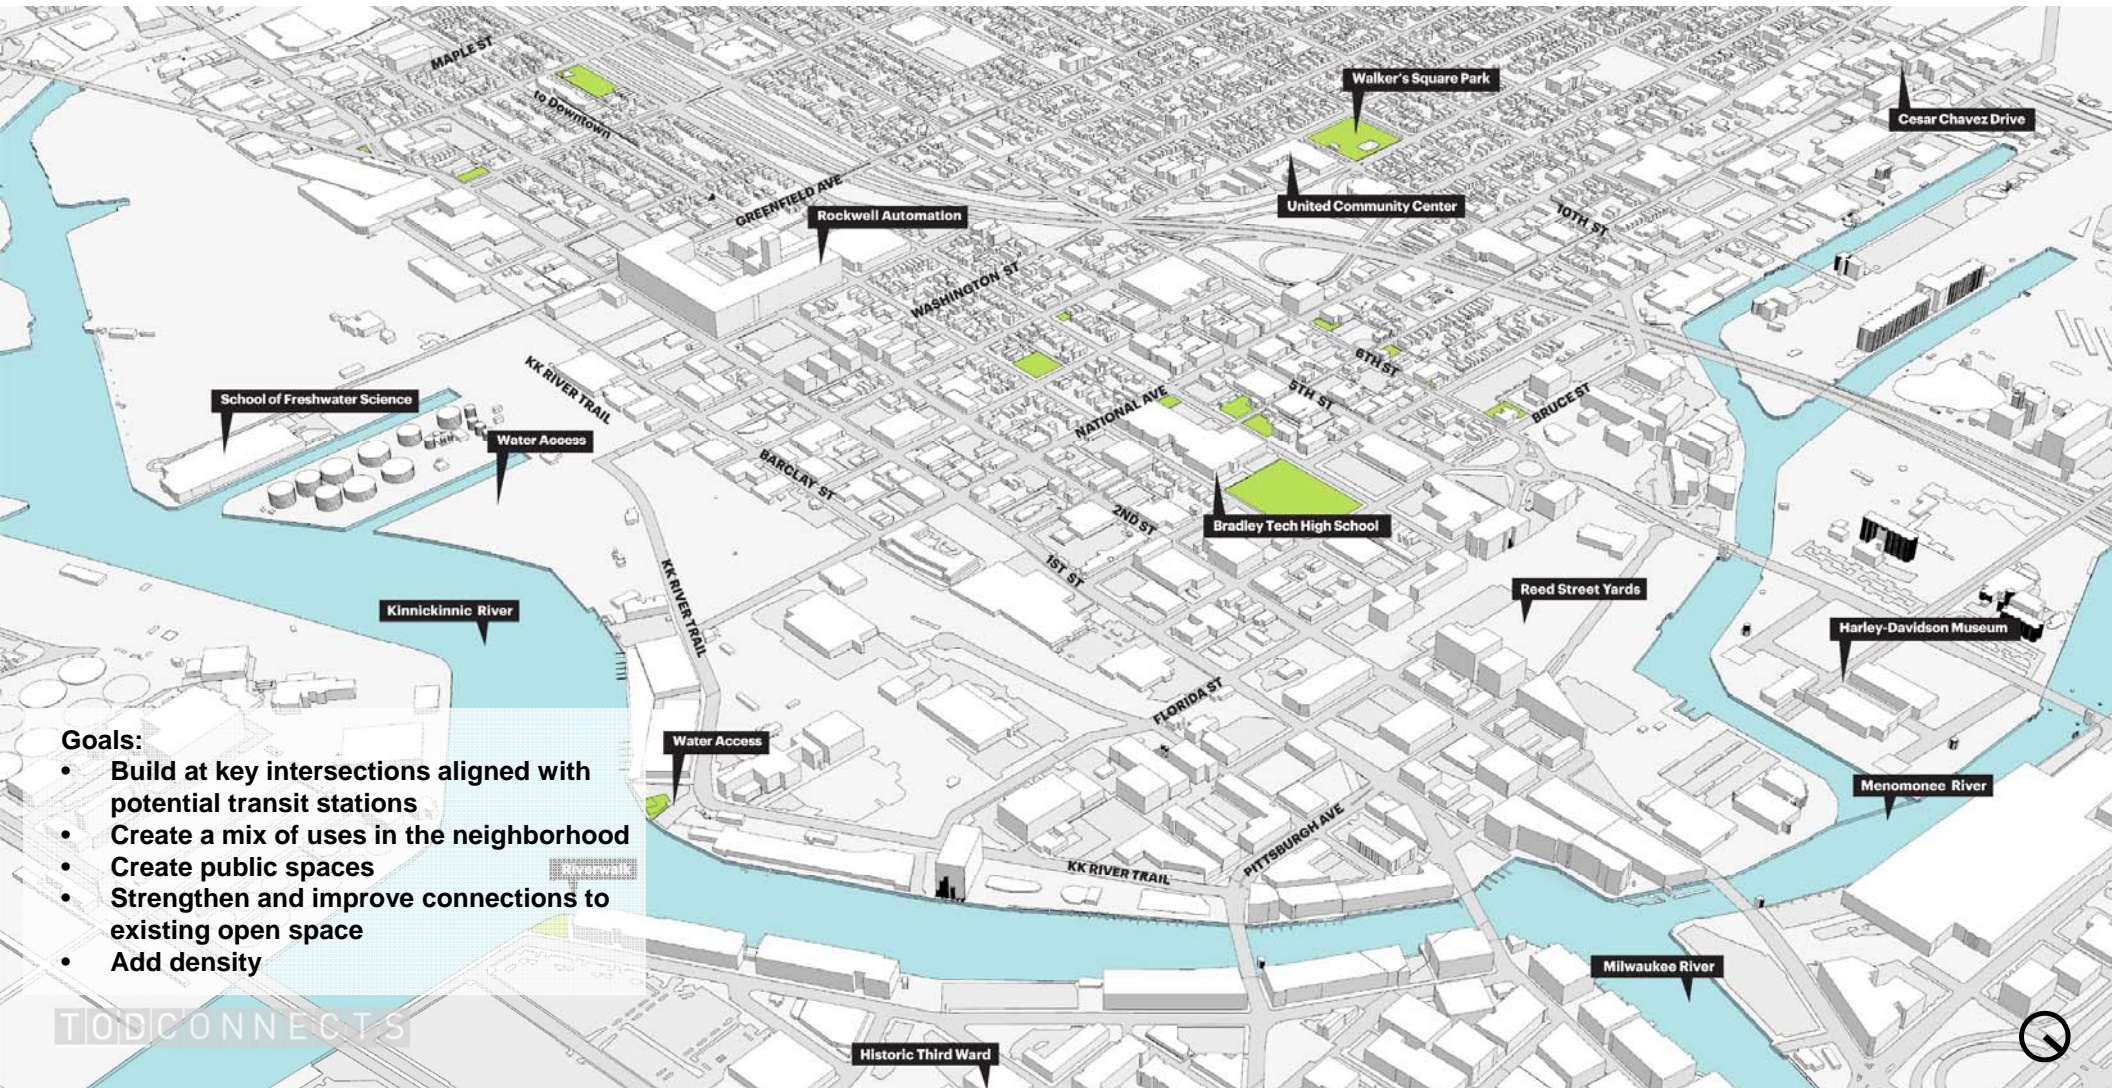 MAPLE ST
to Downtown
Walker's Square Park
Cesar Chavez Drive
GREENFIELD AVE
Rockwell Automation
United Community Center
10TH ST
WASHINGTON ST
6TH ST
5TH ST
BRUCE ST
KK RIVER TRAIL
School of Freshwater Science
Water Access
NATIONAL AVE
BARCLAY ST
2ND ST
Bradley Tech High School
1ST ST
KK RIVER TRAIL
Reed Street Yards
Kinnickinnic River
Harley-Davidson Museum
FLORIDA ST
Water Access
Menomonee River
Goals:
• Build at key intersections aligned with
potential transit stations
• Create a mix of uses in the neighborhood
• Create public spaces
• Strengthen and improve connections to
existing open space
• Add density
Riverwalk
KK RIVER TRAIL
PITTSBURGH AVE
Milwaukee River
TODCONNECTS
Historic Third Ward